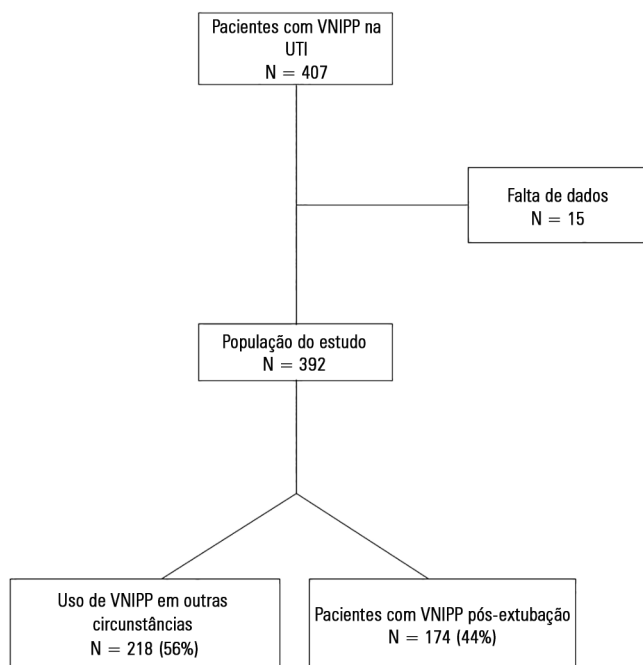 Pacientes com VNIPP na
UTI
N = 407
Falta de dados
N = 15
População do estudo
N = 392
Uso de VNIPP em outras
circunstâncias
N = 218 (56%)
Pacientes com VNIPP pós-extubação
N = 174 (44%)